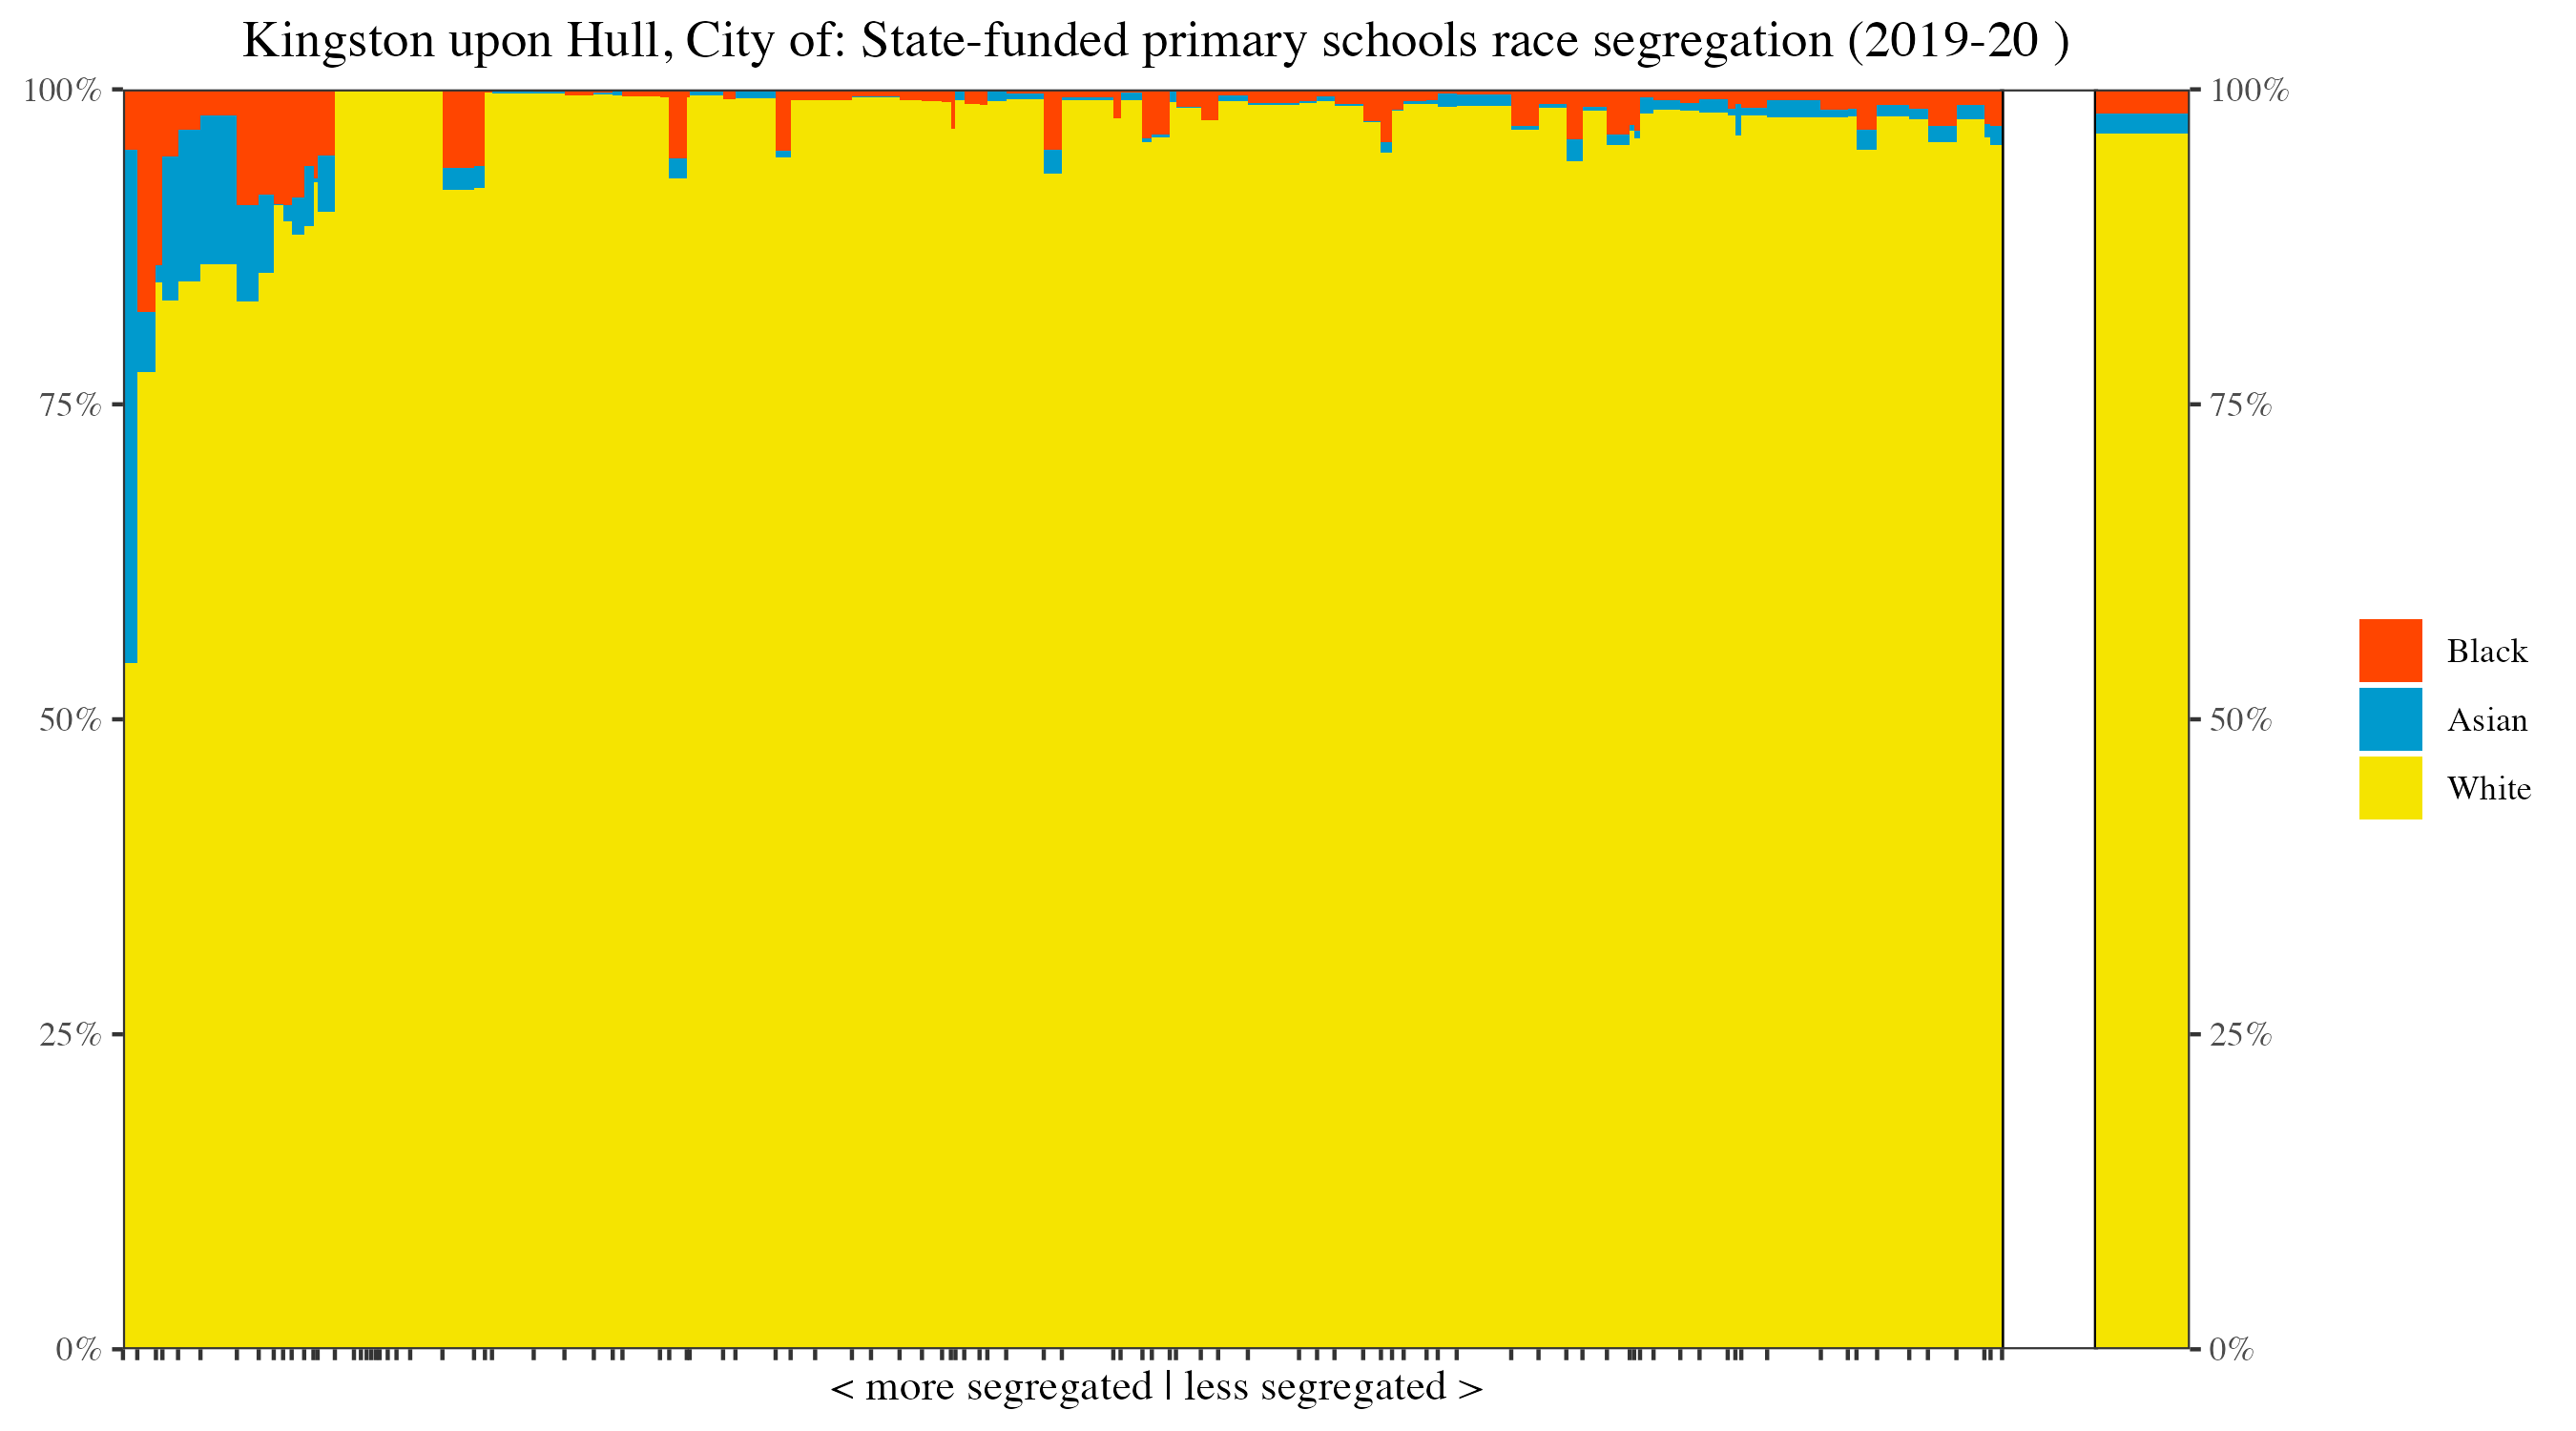 Kingston upon Hull, City of: State-funded primary schools race segregation (2019-20 )
100%
75%
50%
25%
0%
100%
75%
50%
25%
0%
Black
Asian
White
< more segregated | less segregated >